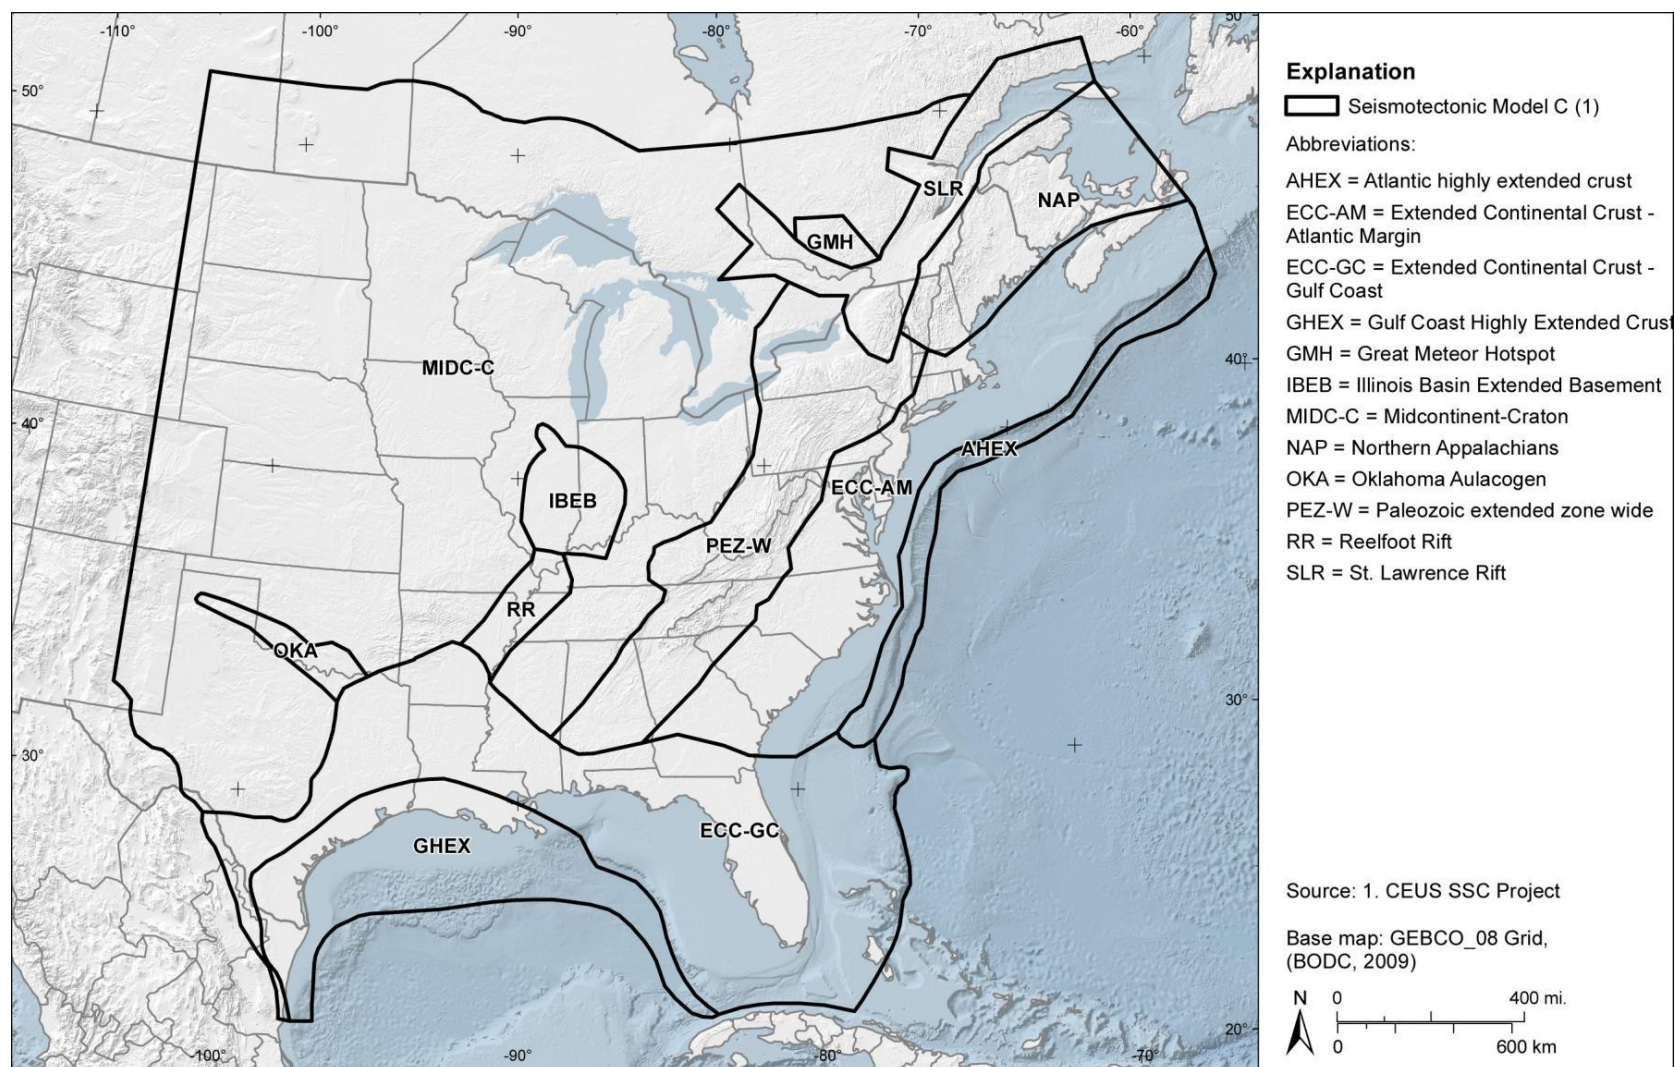 -110°
-100°
-90°
-80°
-70°
-60°
50°
50°
SLR
NAP
GMH
40°
MIDC-C
40°
AHEX
ECC-AM
IBEB
PEZ-W
RR
OKA
30°
30°
ECC-GC
GHEX
20°
-100°
-90°
-80°
-70°
Explanation
Seismotectonic Model C (1)
Abbreviations:
AHEX = Atlantic highly extended crust
ECC-AM = Extended Continental Crust -
Atlantic Margin
ECC-GC = Extended Continental Crust -
Gulf Coast
GHEX = Gulf Coast Highly Extended Crust
GMH = Great Meteor Hotspot
IBEB = Illinois Basin Extended Basement
MIDC-C = Midcontinent-Craton
NAP = Northern Appalachians
OKA = Oklahoma Aulacogen
PEZ-W = Paleozoic extended zone wide
RR = Reelfoot Rift
SLR = St. Lawrence Rift
Source: 1. CEUS SSC Project
Base map: GEBCO_08 Grid,
(BODC, 2009)
N
0 400 mi.
0 600 km